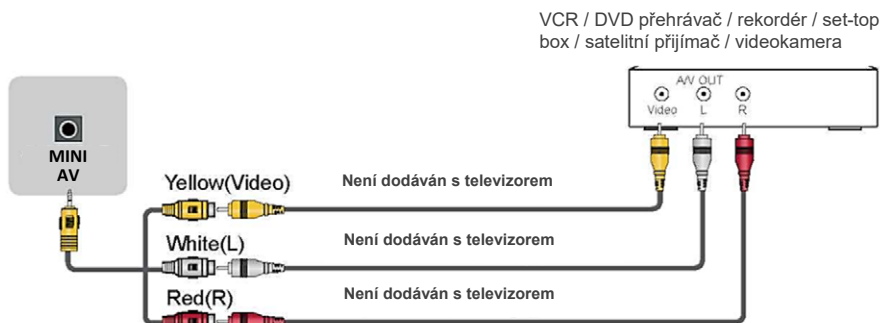 VCR / DVD přehrávač / rekordér / set-top
box / satelitní přijímač / videokamera
A/V OUT
Video L R
MINI
AV
Yellow(Video)
Není dodáván s televizorem
White(L)
Není dodáván s televizorem
Red(R)
Není dodáván s televizorem